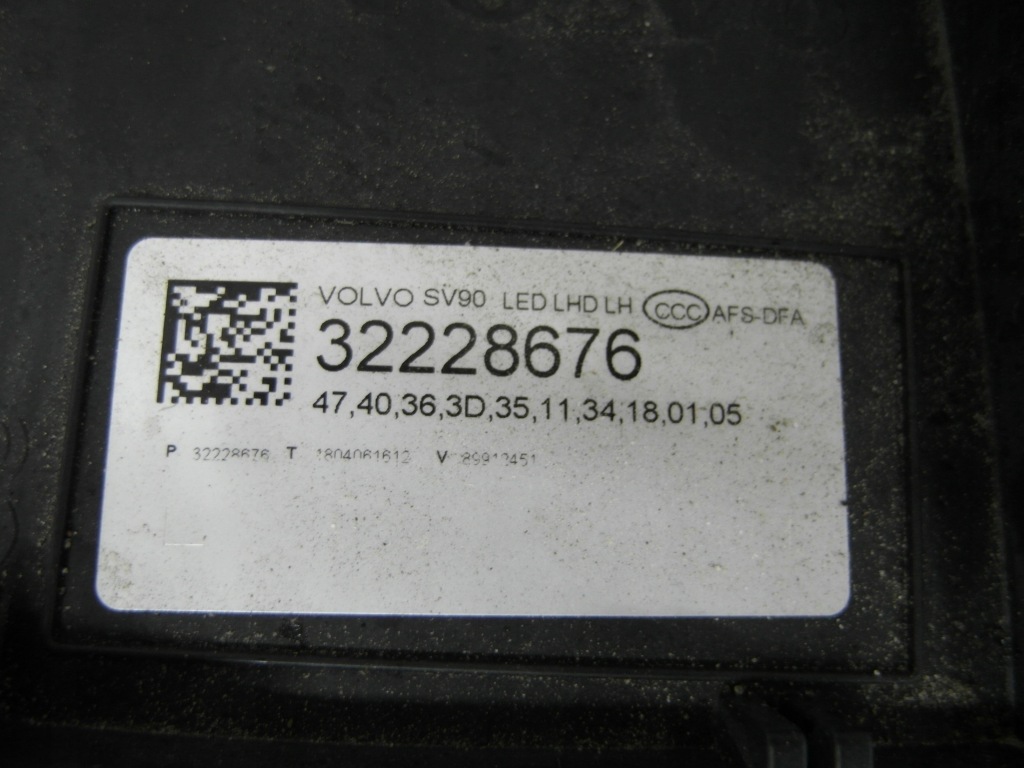 VOLVO SV90 LED LHD LH CCC AFS-DFA
32228676
47,40,36,3D,35,11,34,18,01,05
P 32228676 T 1804061612 V 89912451